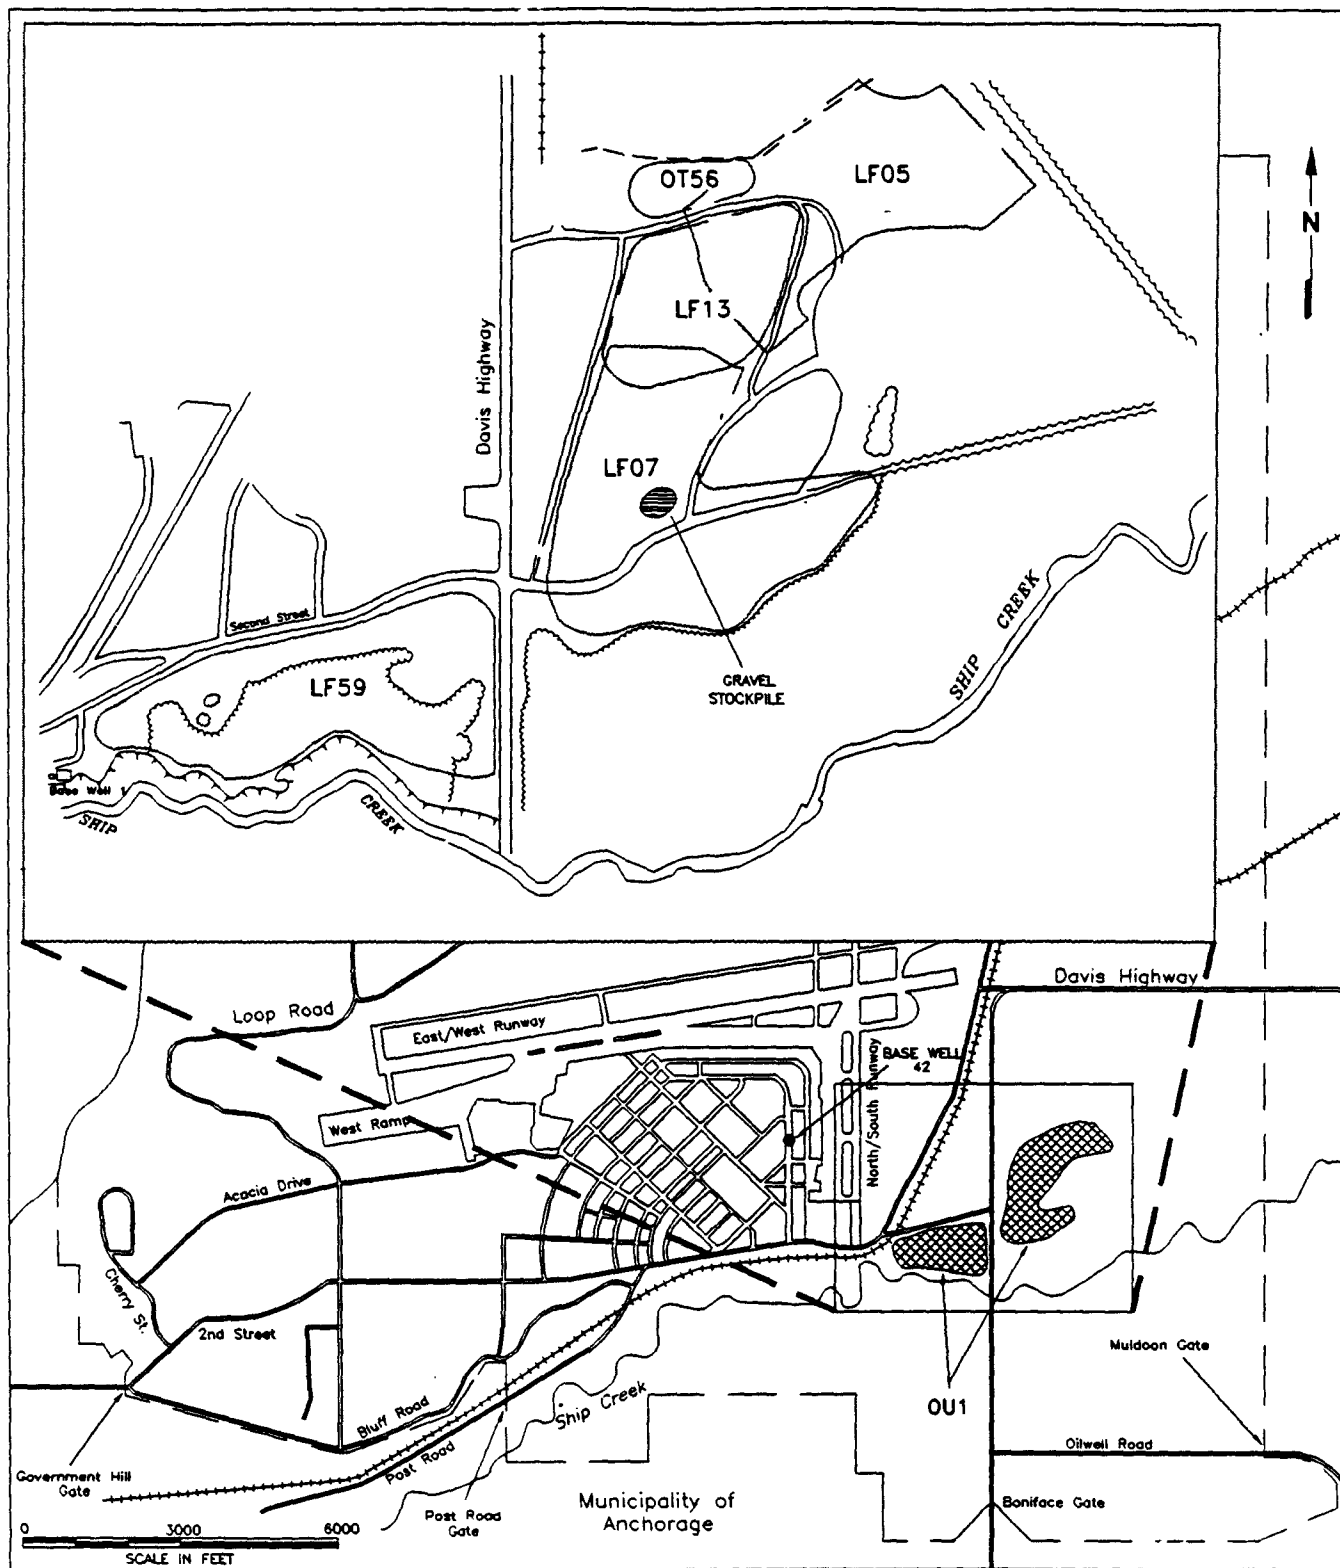 OT56
LF05
N
LF13
Davis Highway
LF07
CREEK
SHIP
Second Street
GRAVEL
STOCKPILE
LF59
Base Well 1
SHIP
CREEK
Davis Highway
Loop Road
East/West Runway
BASE WELL
42
West Ramp
North/South Runway
Acacia Drive
Cherry St.
2nd Street
Muldoon Gate
Ship Creek
OU1
Bluff Road
Post Road
Oilwell Road
Government Hill
Gate
Post Road
Gate
Municipality of
Anchorage
Boniface Gate
0 3000 6000
SCALE IN FEET